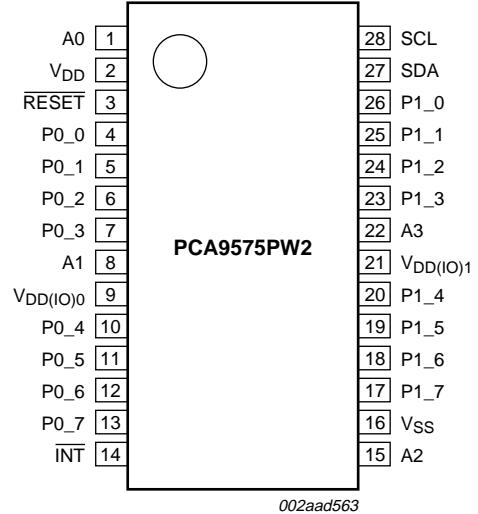 A0 1 28 SCL
VDD 2 27 SDA
RESET 3 26 P1_0
P0_0 4 25 P1_1
P0_1 5 24 P1_2
P0_2 6 23 P1_3
P0_3 7 22 A3
PCA9575PW2
A1 8 21 VDD(IO)1
VDD(IO)0 9 20 P1_4
P0_4 10 19 P1_5
P0_5 11 18 P1_6
P0_6 12 17 P1_7
P0_7 13 16 VSS
INT 14 15 A2
002aad563